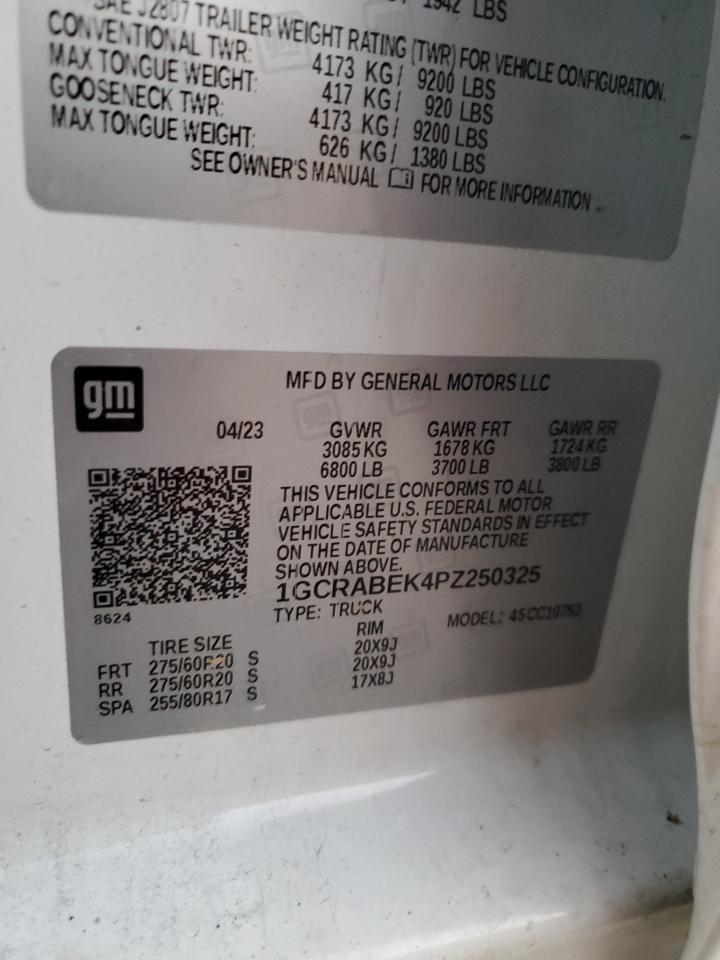 1942 LBS
SAE J2807 TRAILER WEIGHT RATING (TWR) FOR VEHICLE CONFIGURATION.
CONVENTIONAL TWR: 4173 KG/ 9200 LBS
MAX TONGUE WEIGHT: 417 KG/ 920 LBS
GOOSENECK TWR: 4173 KG/ 9200 LBS
MAX TONGUE WEIGHT: 626 KG/ 1380 LBS
SEE OWNER'S MANUAL FOR MORE INFORMATION
gm
MFD BY GENERAL MOTORS LLC
04/23 GVWR GAWR FRT GAWR RR
3085 KG 1678 KG 1724 KG
6800 LB 3700 LB 3800 LB
THIS VEHICLE CONFORMS TO ALL
APPLICABLE U.S. FEDERAL MOTOR
VEHICLE SAFETY STANDARDS IN EFFECT
ON THE DATE OF MANUFACTURE
SHOWN ABOVE.
1GCRABEK4PZ250325
TYPE: TRUCK MODEL: 45CC10753
8624
TIRE SIZE RIM
FRT 275/60R20 S 20X9J
RR 275/60R20 S 20X9J
SPA 255/80R17 S 17X8J